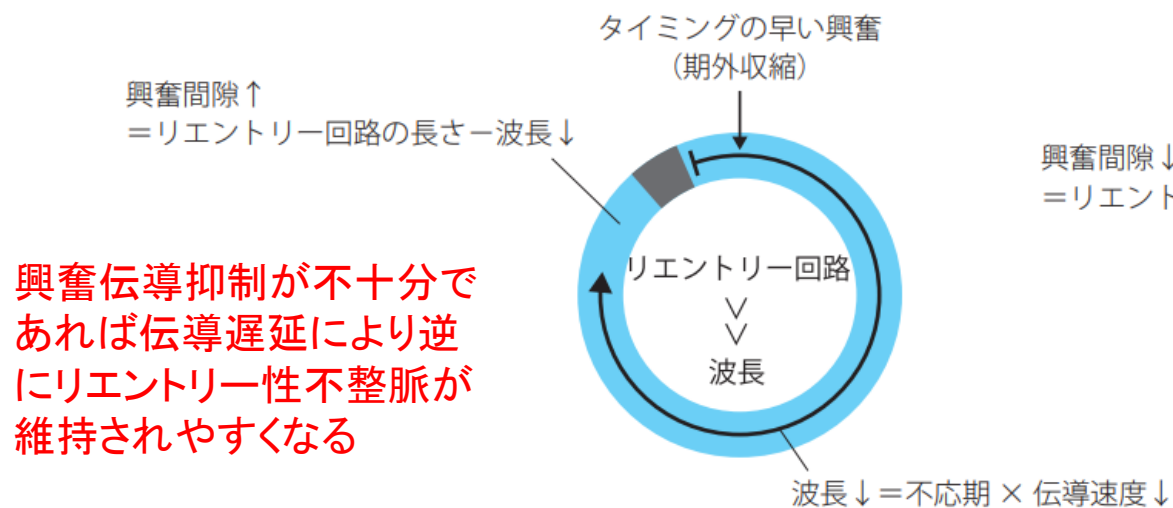 タイミングの早い興奮
（期外収縮）
興奮間隙↑
＝リエントリー回路の長さ－波長↓
興奮間隙↓
＝リエント
リエントリー回路
∨
∨
波長
興奮伝導抑制が不十分で
あれば伝導遅延により逆
にリエントリー性不整脈が
維持されやすくなる
波長↓＝不応期 × 伝導速度↓